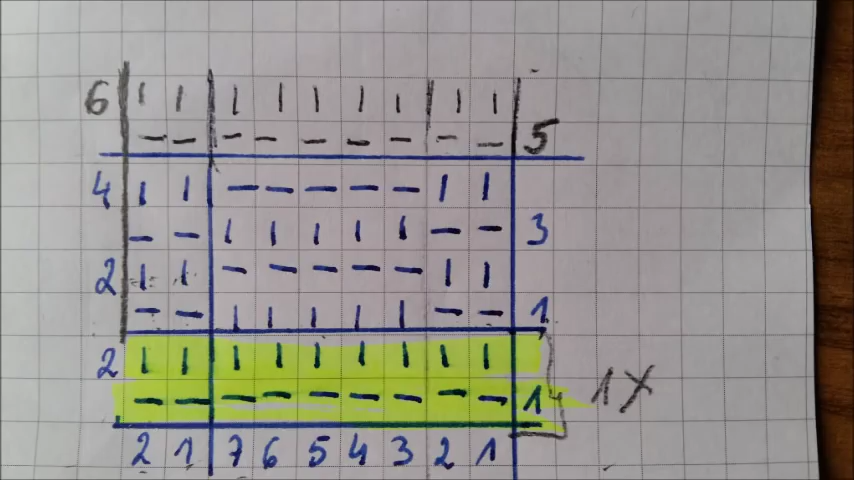 6 | | | | | | | | |
– – – – – – – – – 5
4 | | – – – – – | |
– – | | | | | – – 3
2 | | – – – – – | |
– – | | | | | – – 1
2 | | | | | | | | |
– – – – – – – – – 1 1X
2 1 7 6 5 4 3 2 1